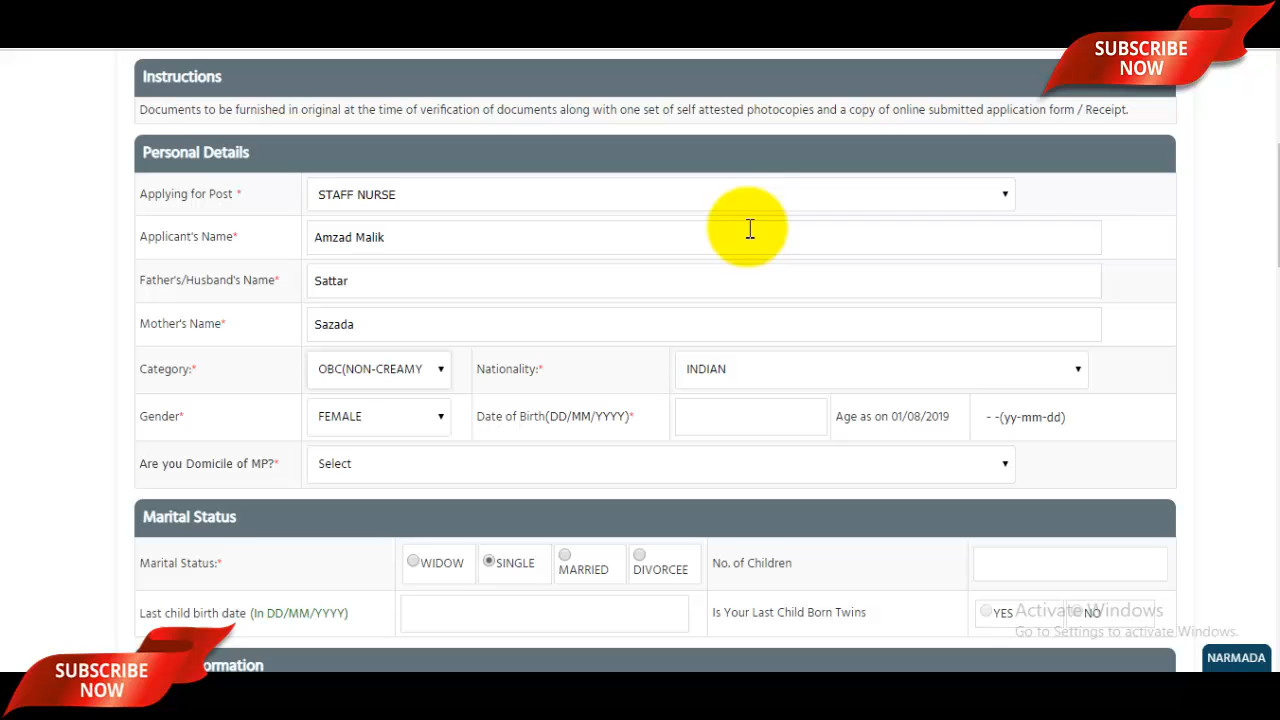 SUBSCRIBE
NOW
Instructions
Documents to be furnished in original at the time of verification of documents along with one set of self attested photocopies and a copy of online submitted application form / Receipt.
Personal Details
Applying for Post * STAFF NURSE
Applicant's Name* Amzad Malik
Father's/Husband's Name* Sattar
Mother's Name* Sazada
Category:* OBC(NON-CREAMY Nationality:* INDIAN
Gender* FEMALE Date of Birth(DD/MM/YYYY)* Age as on 01/08/2019 - -(yy-mm-dd)
Are you Domicile of MP?* Select
Marital Status
Marital Status:* WIDOW SINGLE MARRIED DIVORCEE No. of Children
Last child birth date (In DD/MM/YYYY) Is Your Last Child Born Twins YES NO
Activate Windows
Go to Settings to activate Windows.
NARMADA
SUBSCRIBE
NOW